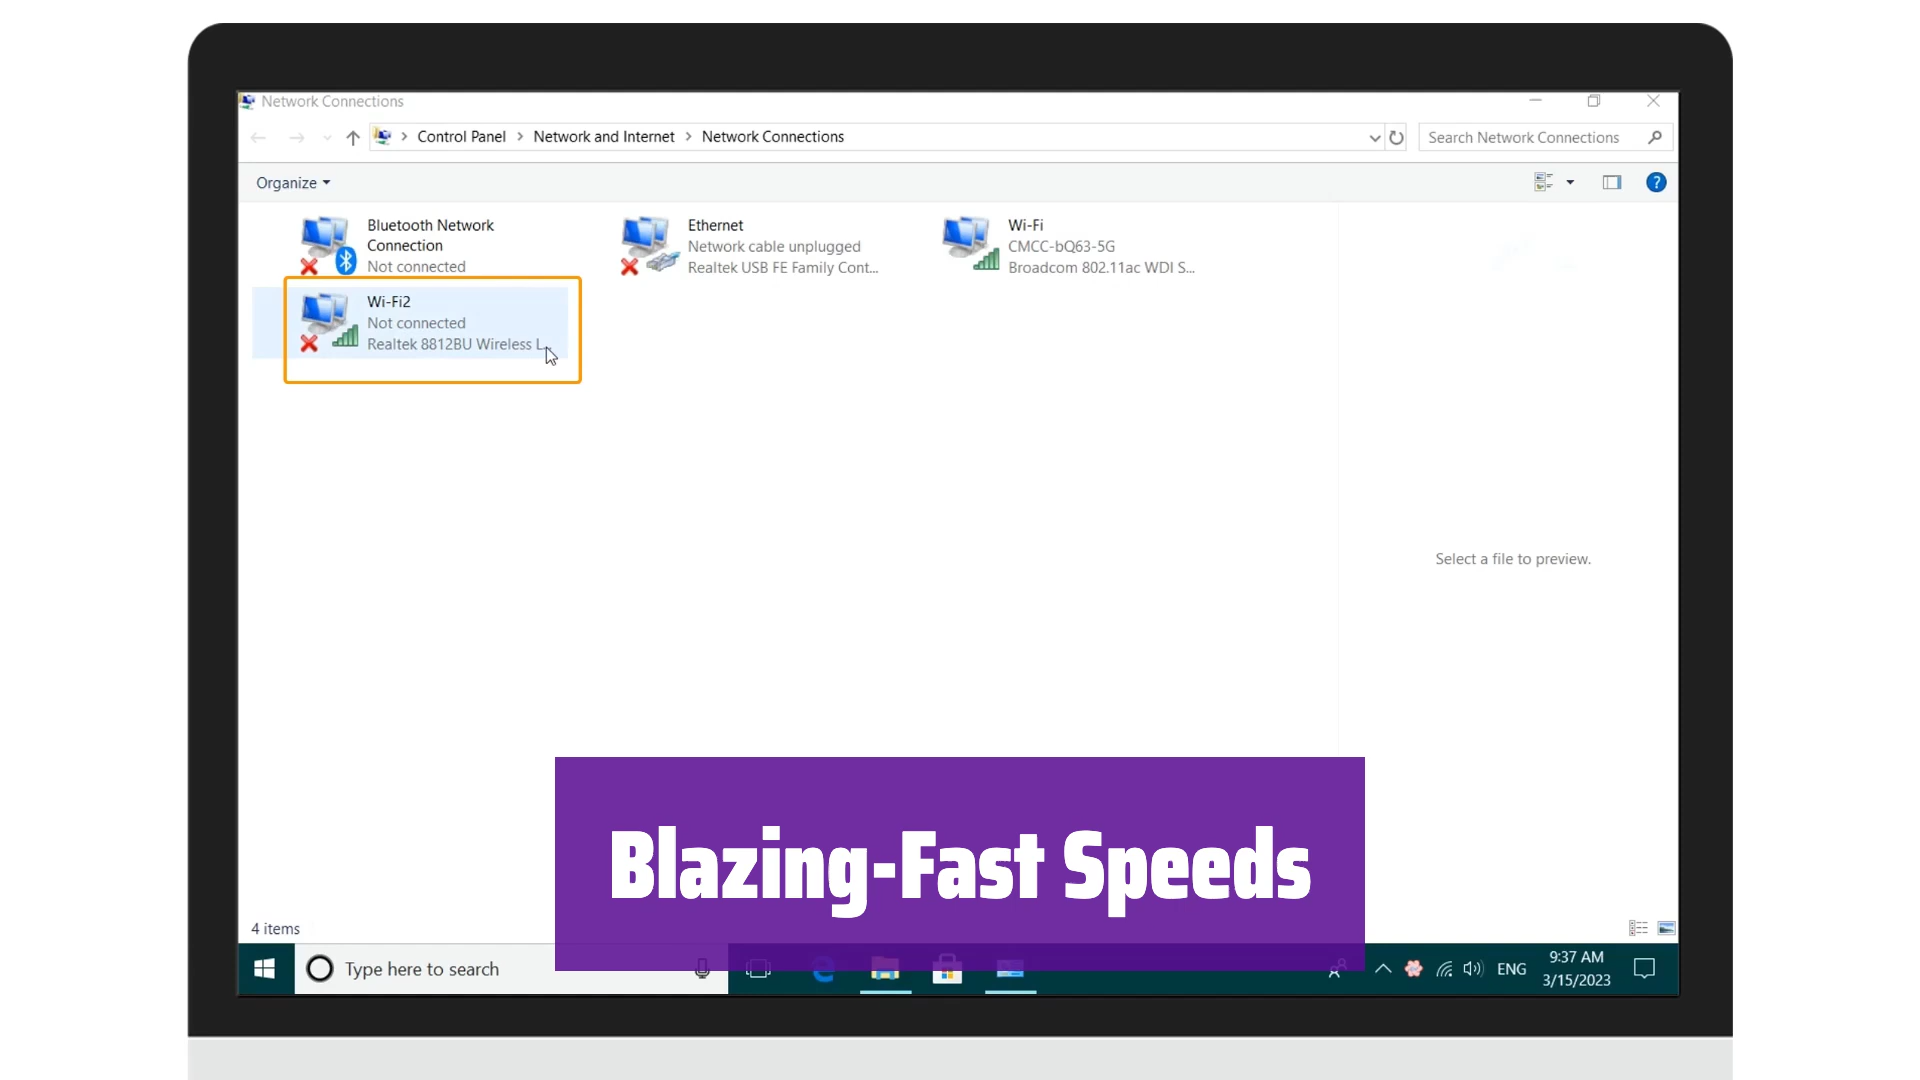 Network Connections
Control Panel > Network and Internet > Network Connections
Search Network Connections
Organize
Bluetooth Network
Connection
Not connected
Ethernet
Network cable unplugged
Realtek USB FE Family Cont...
Wi-Fi
CMCC-bQ63-5G
Broadcom 802.11ac WDI S...
Wi-Fi2
Not connected
Realtek 8812BU Wireless L...
Select a file to preview.
Blazing-Fast Speeds
4 items
Type here to search
ENG
9:37 AM
3/15/2023